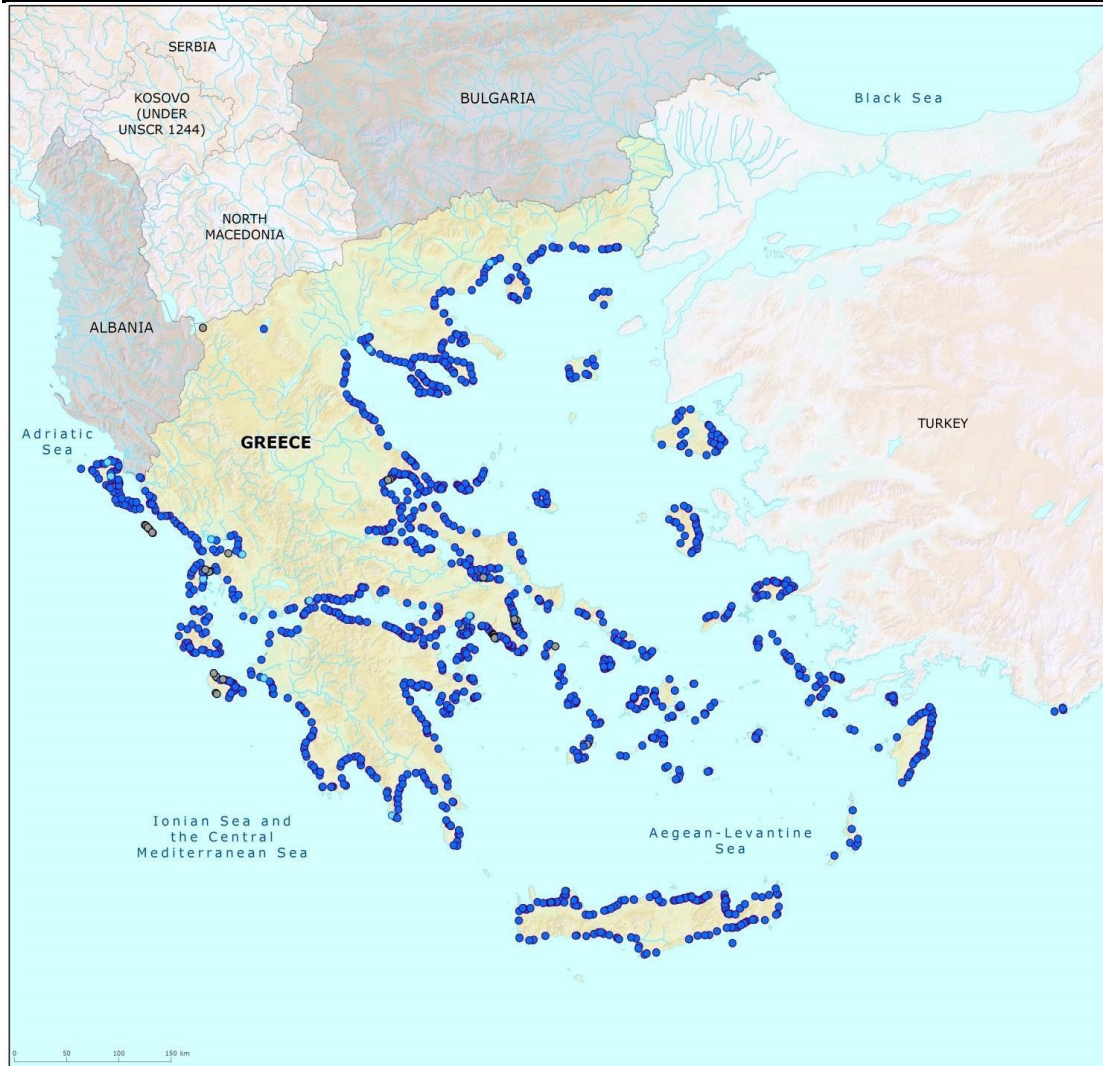 SERBIA
KOSOVO
(UNDER
UNSCR 1244)
BULGARIA
Black Sea
NORTH
MACEDONIA
ALBANIA
Adriatic
Sea
GREECE
TURKEY
Ionian Sea and
the Central
Mediterranean Sea
Aegean-Levantine
Sea
0 50 100 150 km